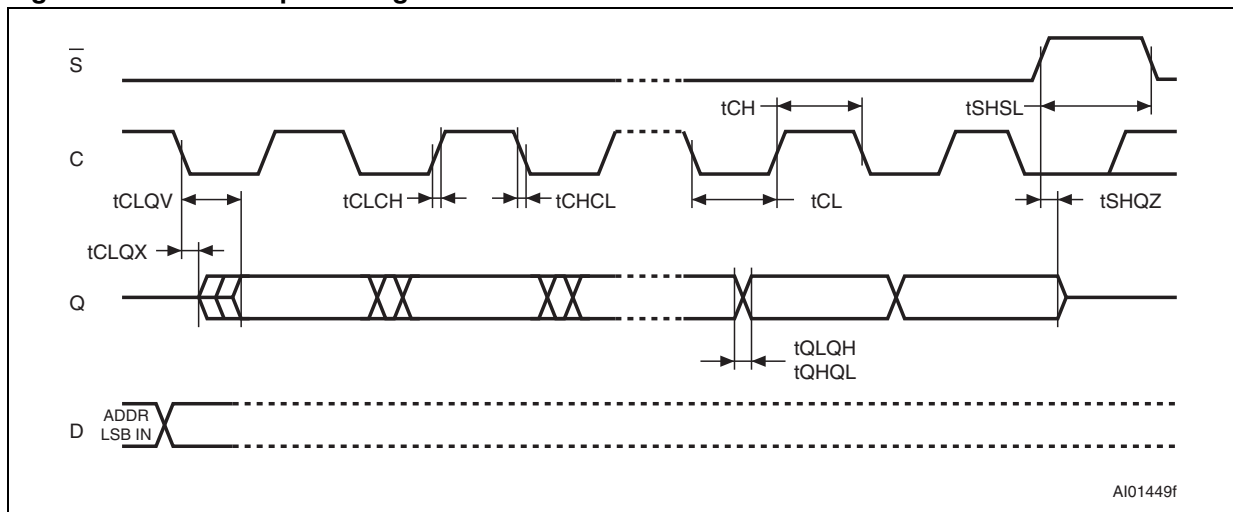 S
tCH
tSHSL
C
tCLQV
tCLCH
tCHCL
tCL
tSHQZ
tCLQX
Q
tQLQH
tQHQL
ADDR
D
LSB IN
AI01449f